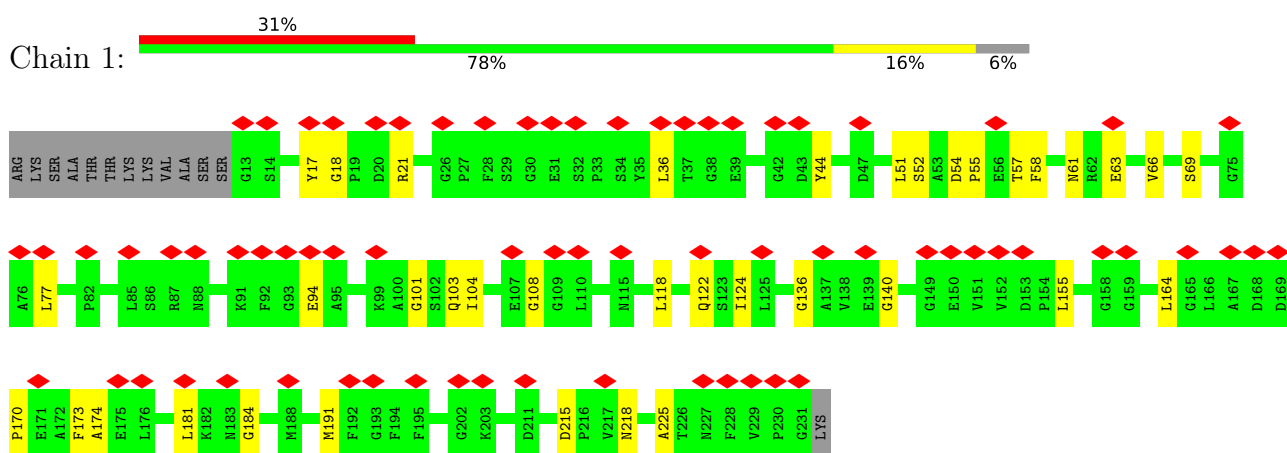 31%
Chain 1:
78% 16% 6%
ARG LYS SER ALA THR THR LYS LYS VAL ALA SER SER G13 S14 Y17 G18 P19 D20 R21 G26 P27 F28 S29 G30 E31 S32 P33 S34 Y35 L36 T37 G38 E39 G42 D43 Y44 D47 L51 S52 A53 D54 P55 E56 T57 F58 N61 R62 E63 V66 S69 G75
A76 L77 P82 L85 S86 R87 N88 K91 F92 G93 E94 A95 K99 A100 G101 S102 Q103 I104 E107 G108 G109 L110 N115 L118 Q122 S123 I124 L125 G136 A137 V138 E139 G140 G149 E150 V151 V152 D153 P154 L155 G158 G159 L164 G165 L166 A167 D168 D169
P170 E171 A172 F173 A174 E175 L176 L181 K182 N183 G184 M188 M191 F192 G193 F194 F195 G202 K203 D211 D215 P216 V217 N218 A225 T226 N227 F228 V229 P230 G231 LYS